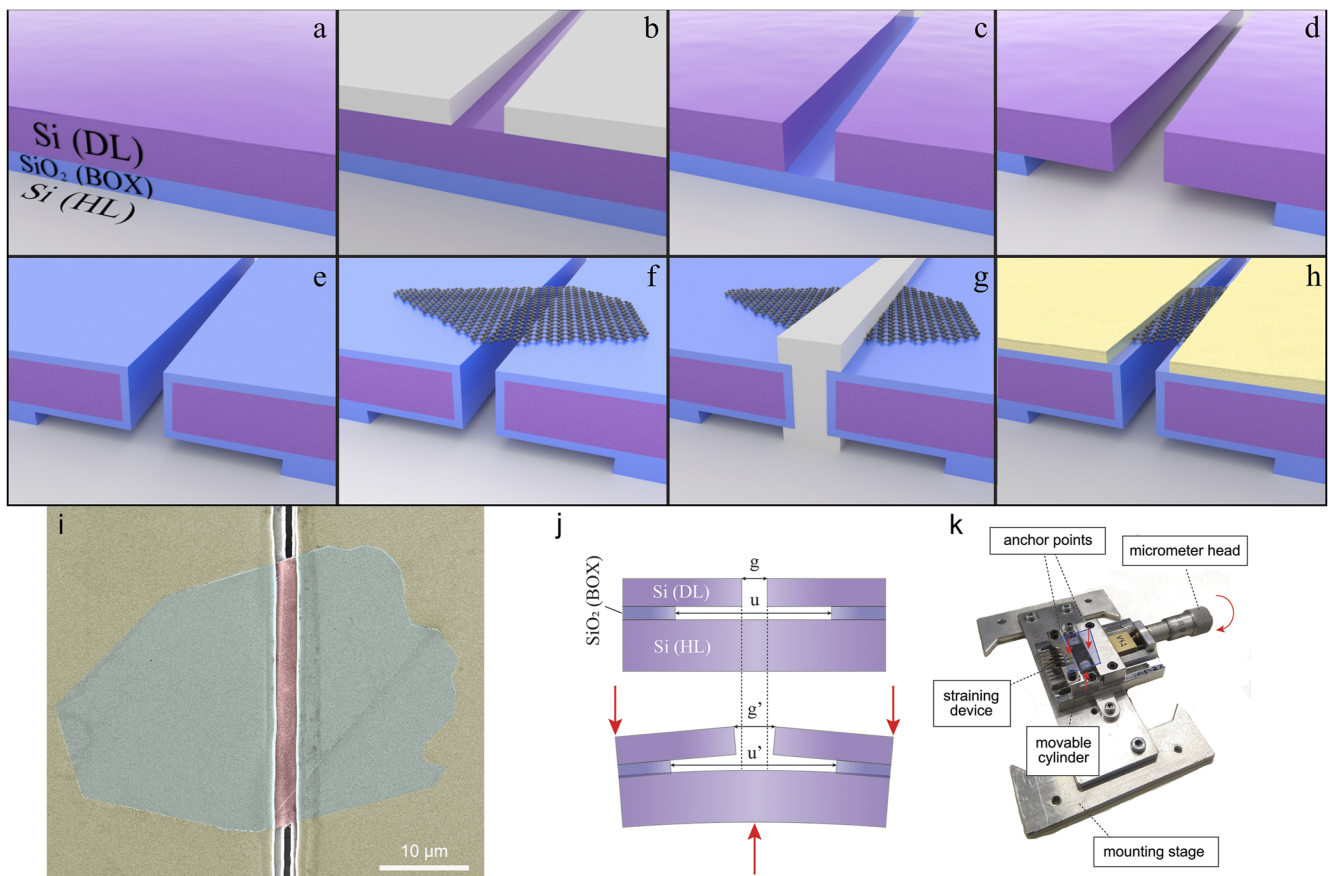 a
b
c
d
Si (DL)
SiO₂ (BOX)
Si (HL)
e
f
g
h
i
10 μm
j
g
Si (DL)
SiO₂ (BOX)
u
Si (HL)
g'
u'
k
anchor points
micrometer head
straining
device
movable
cylinder
mounting stage